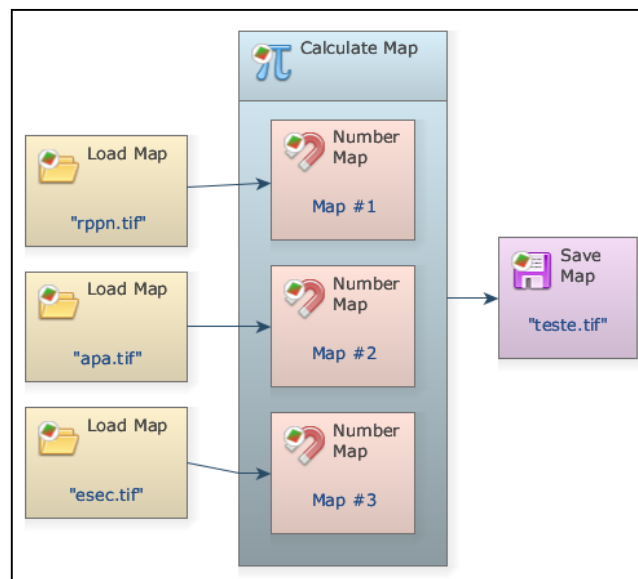 Calculate Map
Load Map
"rppn.tif"
Number
Map
Map #1
Load Map
"apa.tif"
Number
Map
Map #2
Load Map
"esec.tif"
Number
Map
Map #3
Save
Map
"teste.tif"